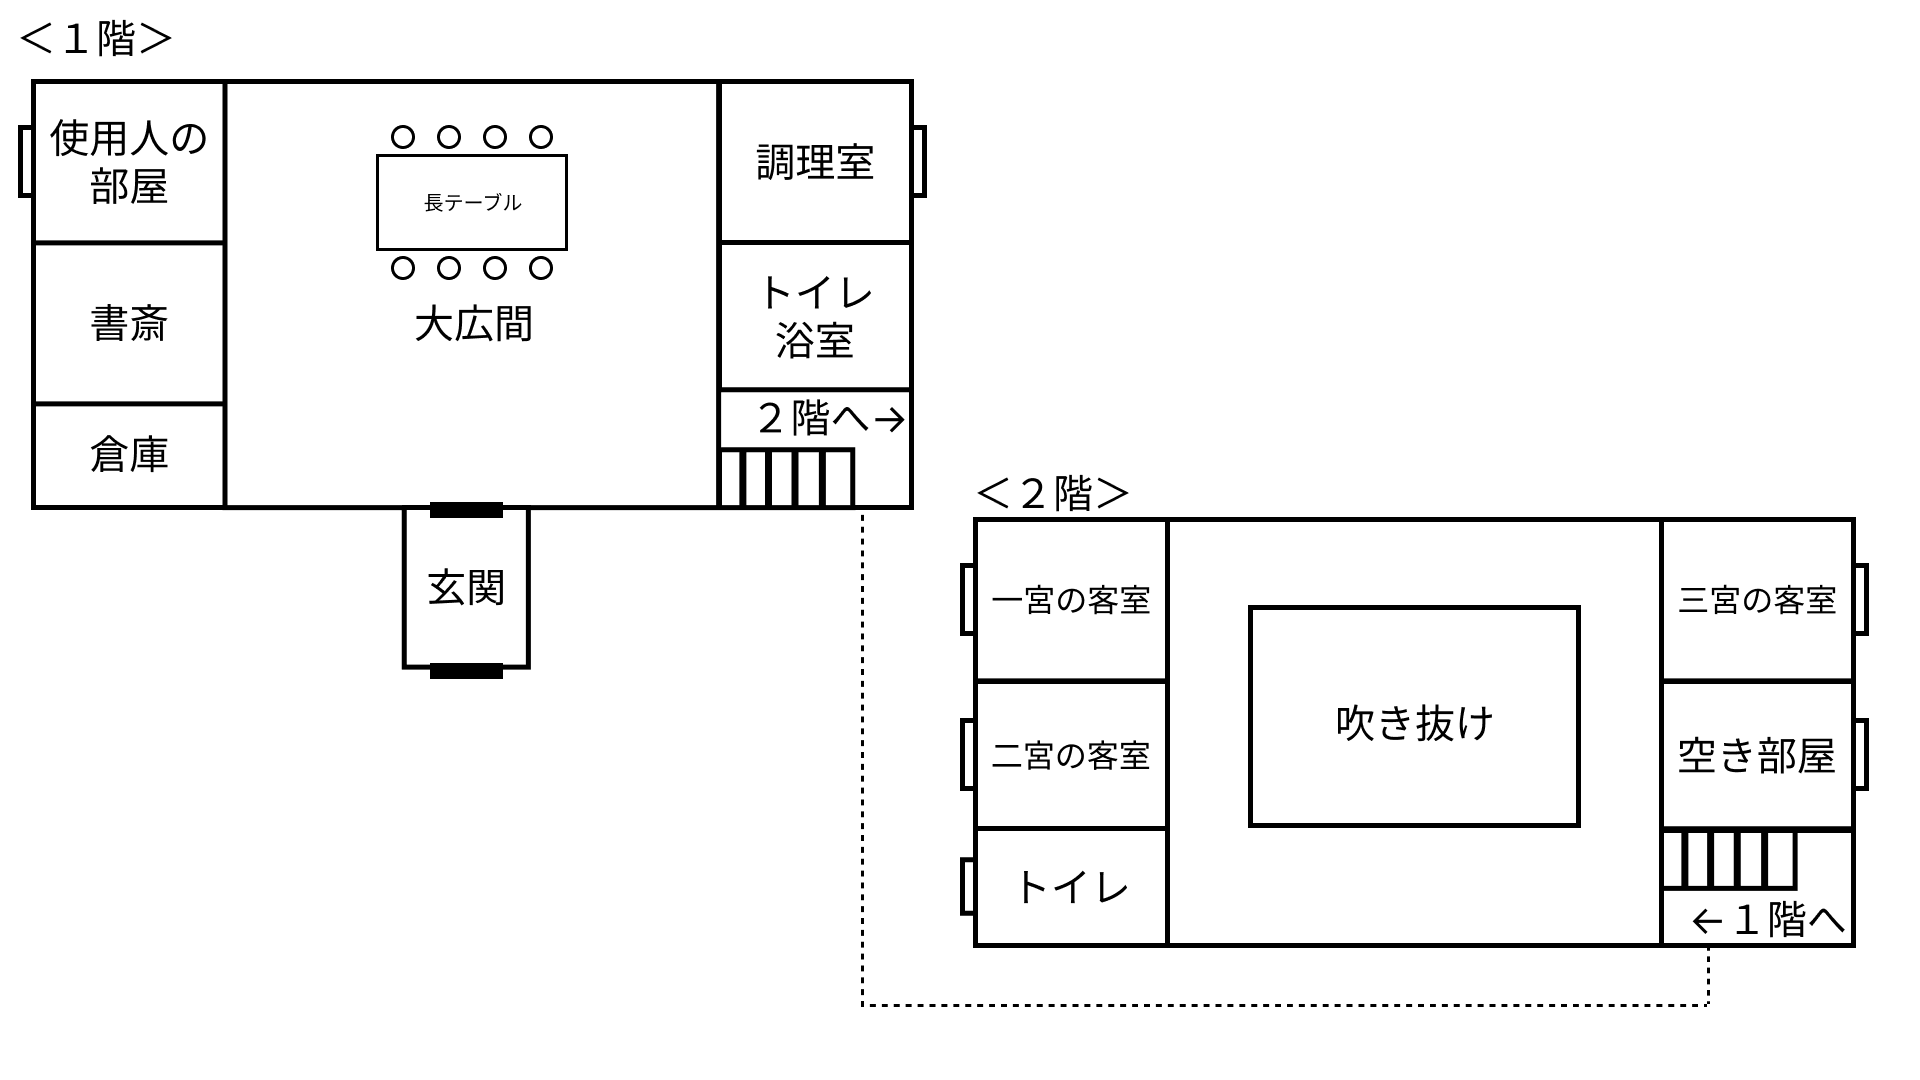 ＜１階＞
使用人の
部屋
書斎
倉庫
長テーブル
大広間
調理室
トイレ
浴室
２階へ→
玄関
＜２階＞
一宮の客室
二宮の客室
トイレ
吹き抜け
三宮の客室
空き部屋
←１階へ